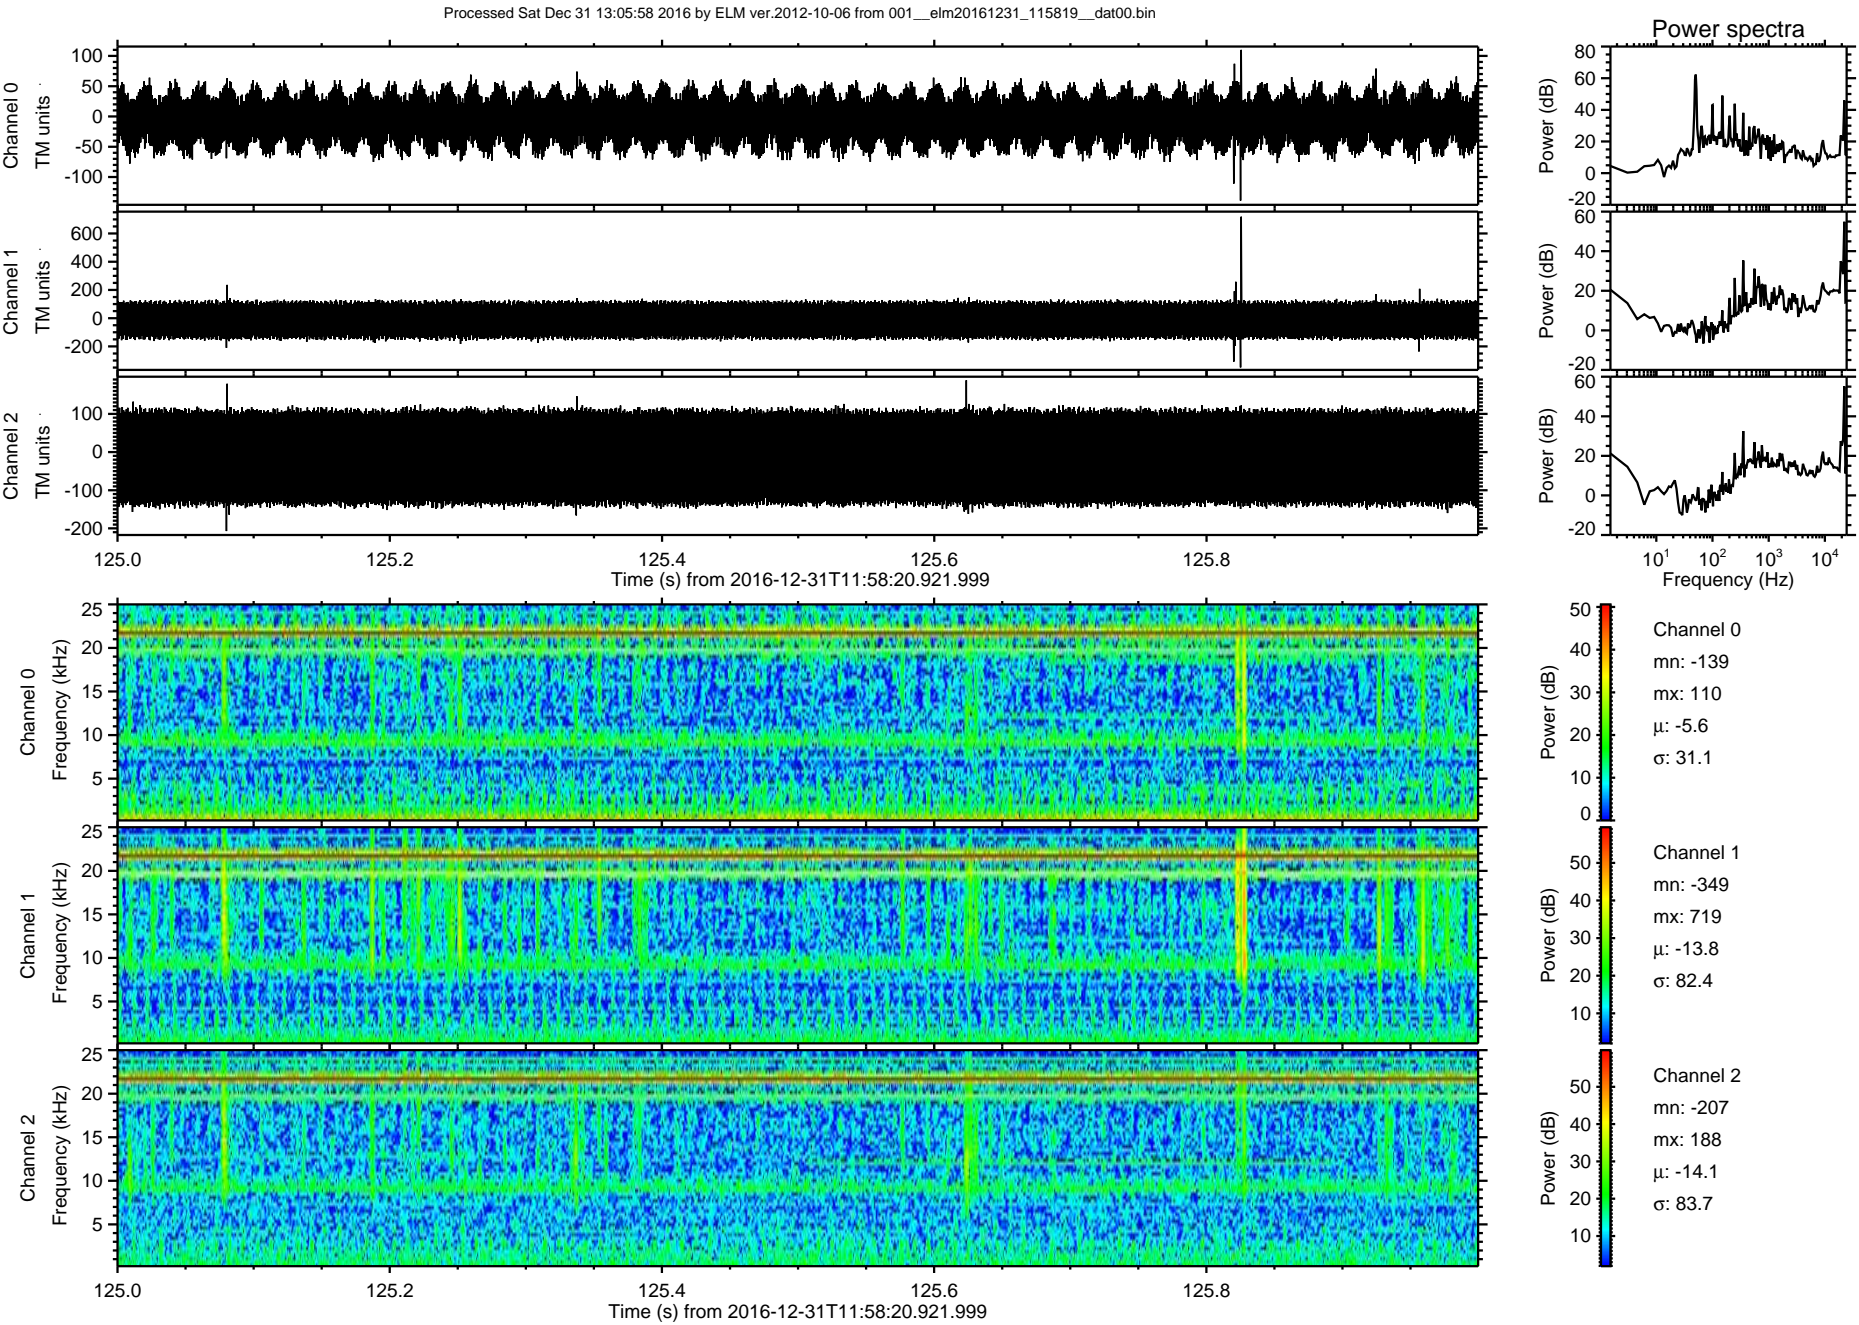 Processed Sat Dec 31 13:05:58 2016 by ELM ver.2012-10-06 from 001__elm20161231_115819__dat00.bin
Power spectra
Channel 0
TM units
100
50
0
-50
-100
Power (dB)
80
60
40
20
0
-20
Channel 1
TM units
600
400
200
0
-200
Power (dB)
60
40
20
0
-20
Channel 2
TM units
100
0
-100
-200
Power (dB)
60
40
20
0
-20
125.0 125.2 125.4 125.6 125.8
Time (s) from 2016-12-31T11:58:20.921.999
10^1 10^2 10^3 10^4
Frequency (Hz)
Channel 0
Frequency (kHz)
25
20
15
10
5
Power (dB)
50
40
30
20
10
0
Channel 0
mn: -139
mx: 110
μ: -5.6
σ: 31.1
Channel 1
Frequency (kHz)
25
20
15
10
5
Power (dB)
50
40
30
20
10
Channel 1
mn: -349
mx: 719
μ: -13.8
σ: 82.4
Channel 2
Frequency (kHz)
25
20
15
10
5
Power (dB)
50
40
30
20
10
Channel 2
mn: -207
mx: 188
μ: -14.1
σ: 83.7
125.0 125.2 125.4 125.6 125.8
Time (s) from 2016-12-31T11:58:20.921.999